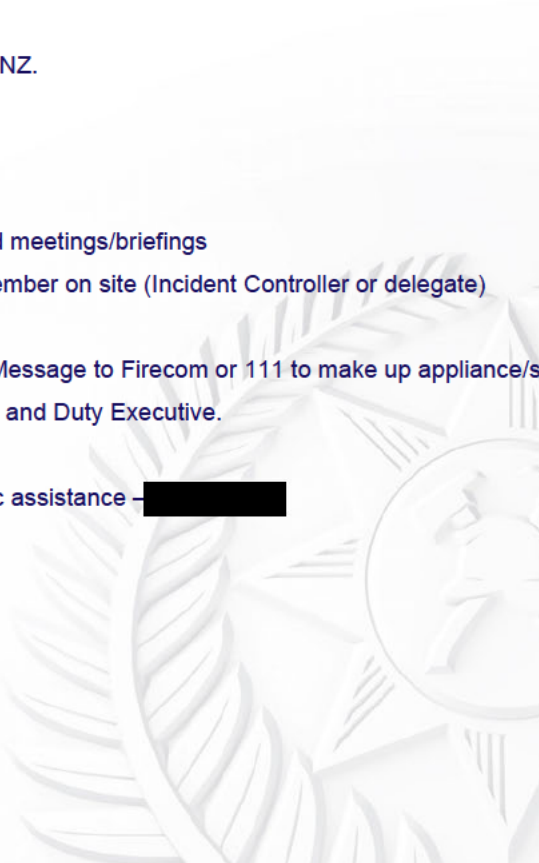 NZ.
meetings/briefings
ember on site (Incident Controller or delegate)
Message to Firecom or 111 to make up appliance/s
and Duty Executive.
c assistance –